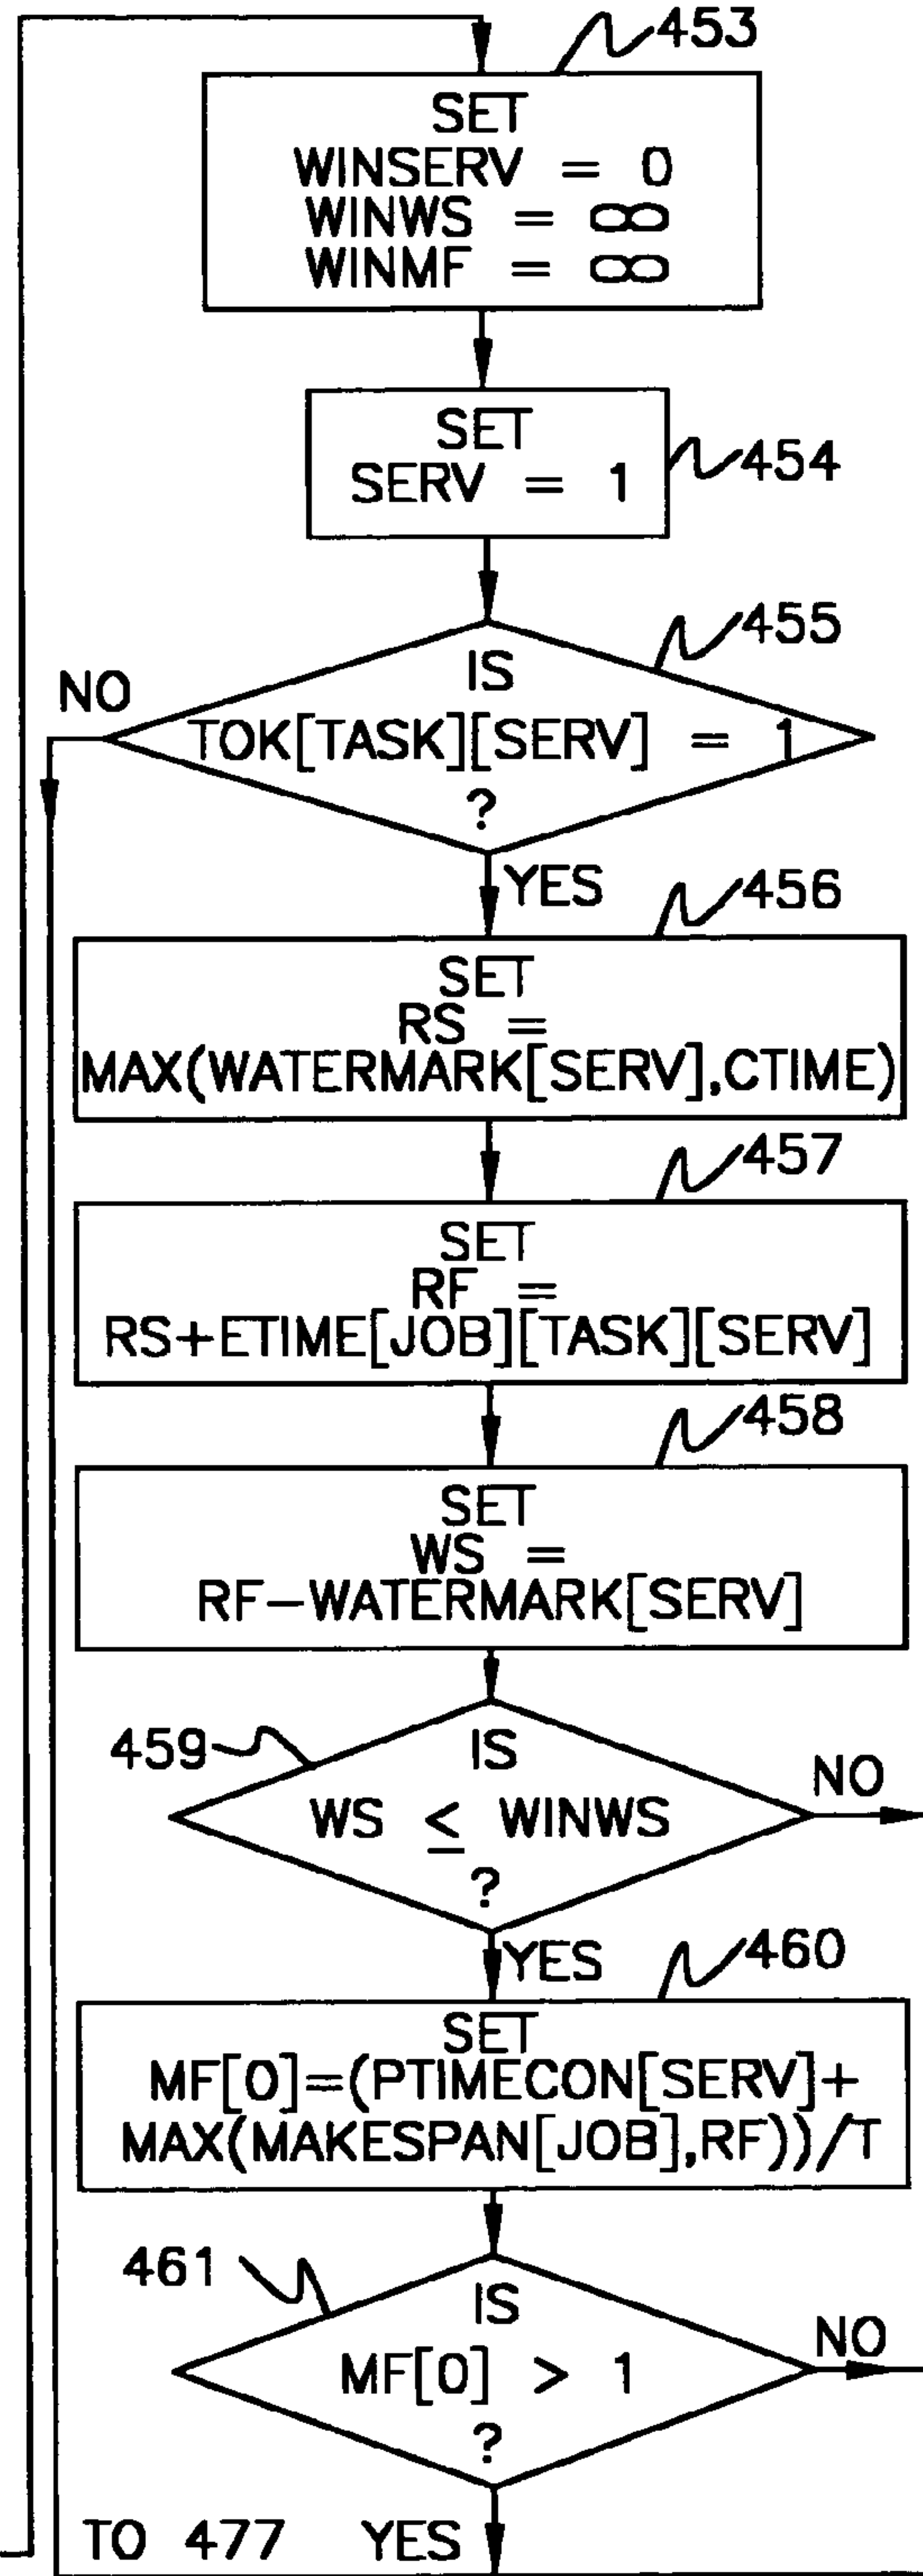 453
SET
WINSERV = 0
WINWS = ∞
WINMF = ∞
SET
SERV = 1
454
455
NO
IS
TOK[TASK][SERV] = 1
?
YES
456
SET
RS =
MAX(WATERMARK[SERV],CTIME)
457
SET
RF =
RS+ETIME[JOB][TASK][SERV]
458
SET
WS =
RF-WATERMARK[SERV]
459
IS
NO
WS ≤ WINWS
?
YES
460
SET
MF[0]=(PTIMECON[SERV]+
MAX(MAKESPAN[JOB],RF))/T
461
IS
NO
MF[0] > 1
?
TO 477 YES